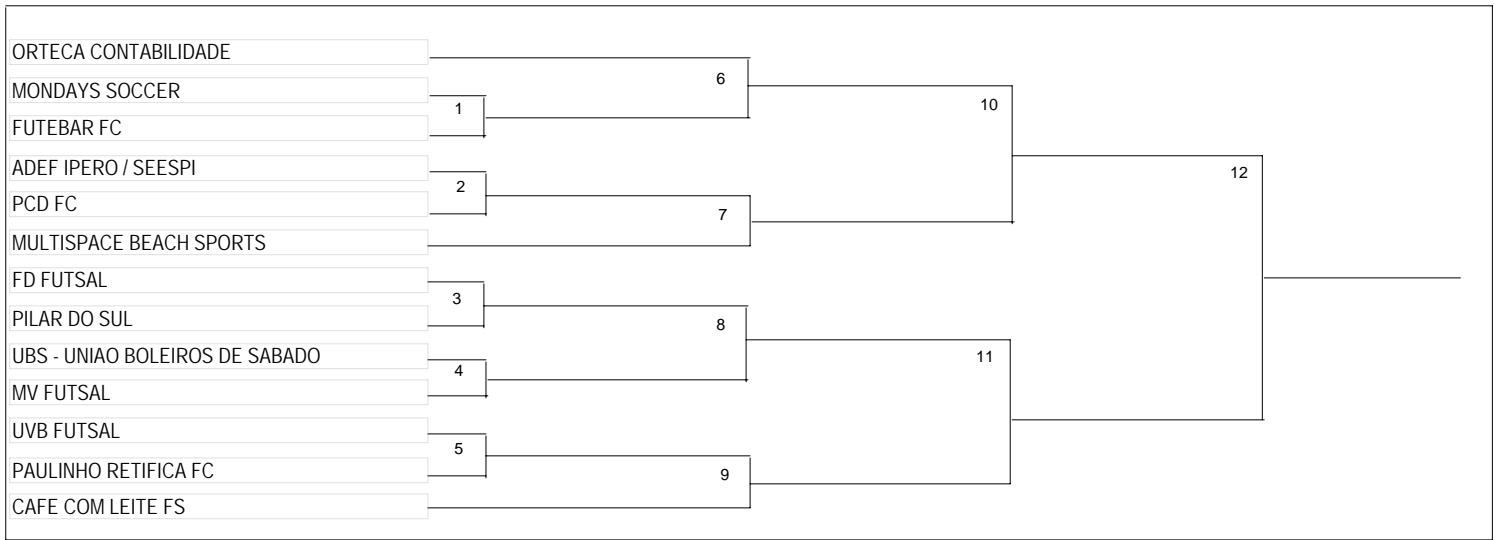 ORTECA CONTABILIDADE
MONDAYS SOCCER
FUTEBAR FC
ADEF IPERO / SEESPI
PCD FC
MULTISPACE BEACH SPORTS
FD FUTSAL
PILAR DO SUL
UBS - UNIAO BOLEIROS DE SABADO
MV FUTSAL
UVB FUTSAL
PAULINHO RETIFICA FC
CAFE COM LEITE FS
1
2
3
4
5
6
7
8
9
10
11
12